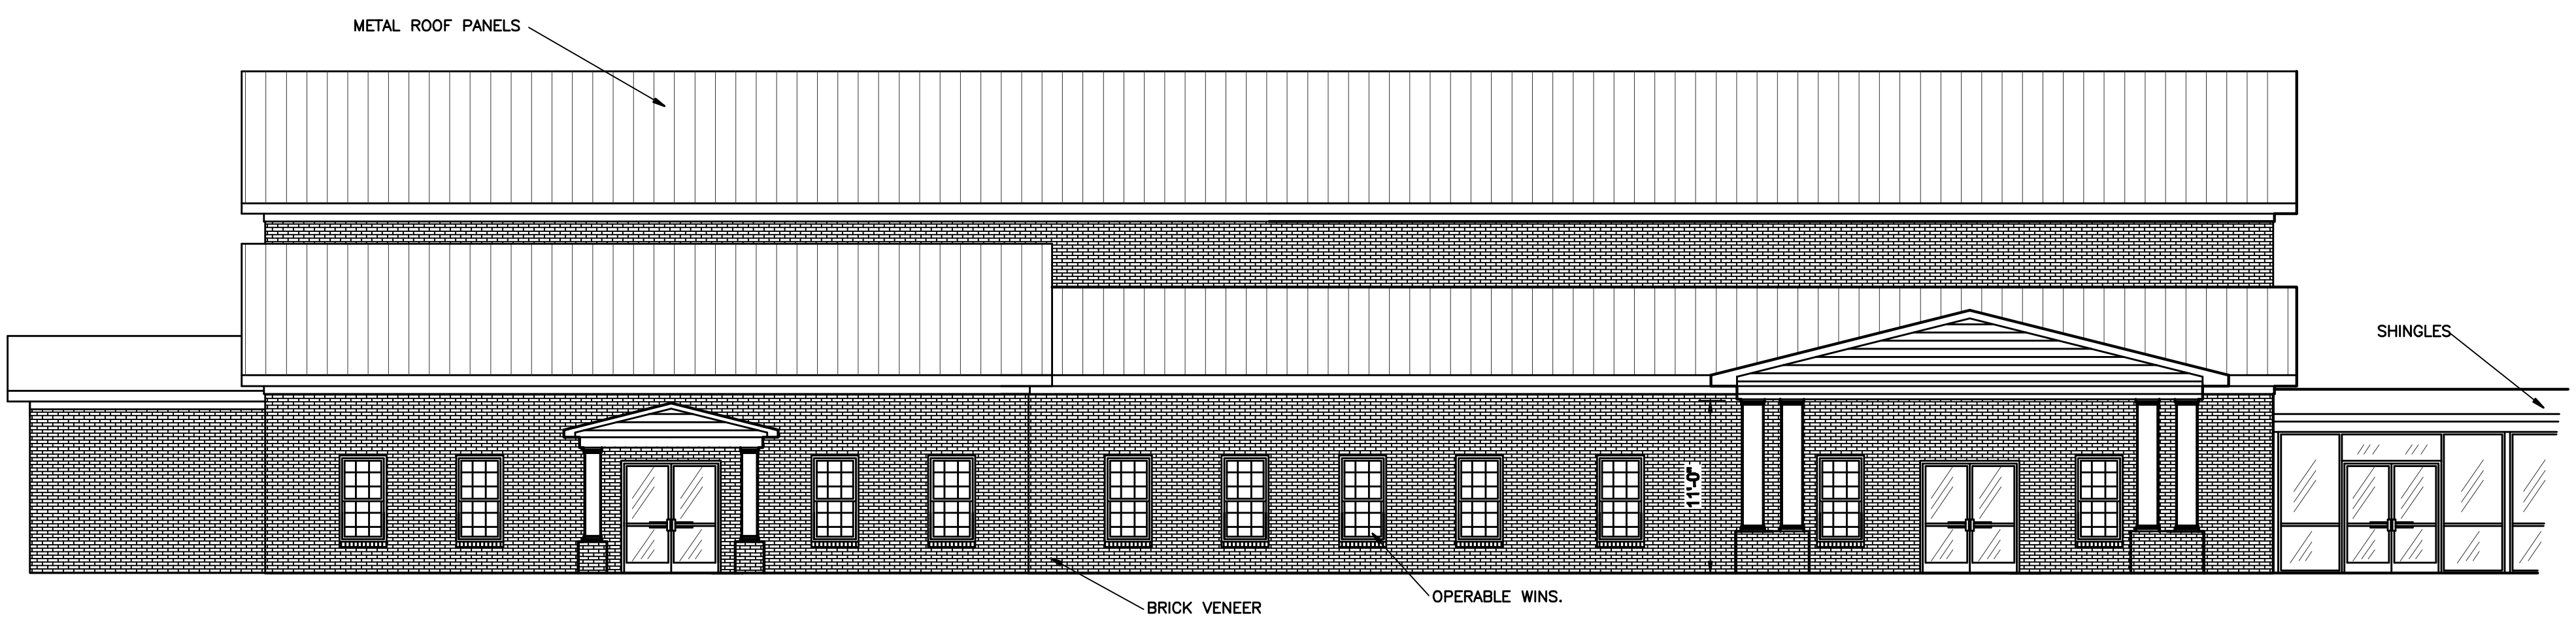 METAL ROOF PANELS
SHINGLES
11'-0"
OPERABLE WINS.
BRICK VENEER